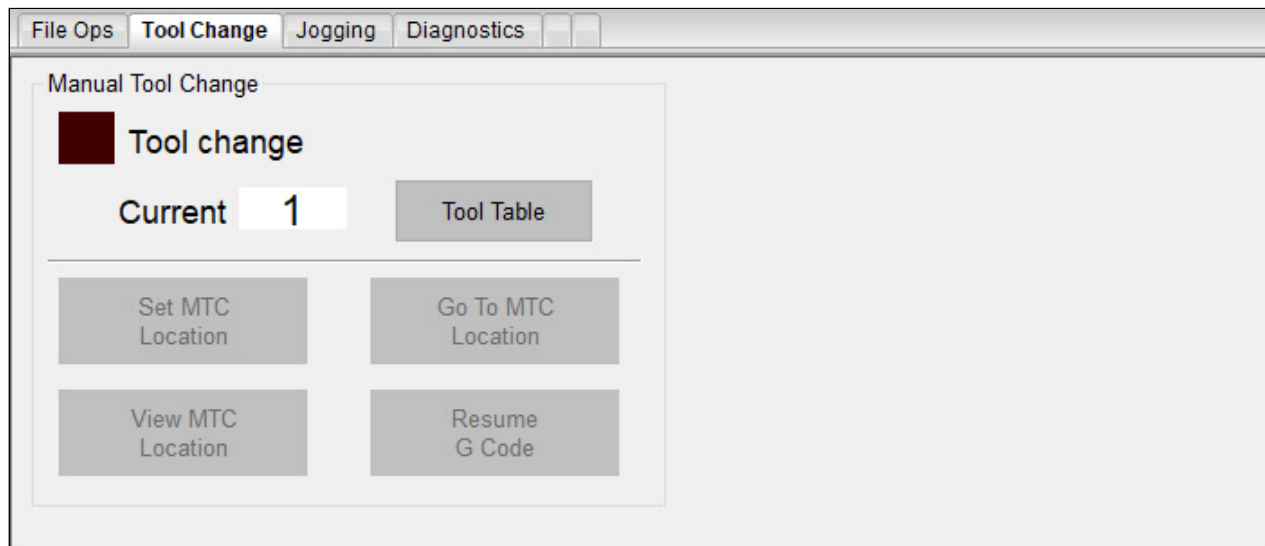 File Ops Tool Change Jogging Diagnostics
Manual Tool Change
Tool change
Current 1 Tool Table
Set MTC
Location
Go To MTC
Location
View MTC
Location
Resume
G Code